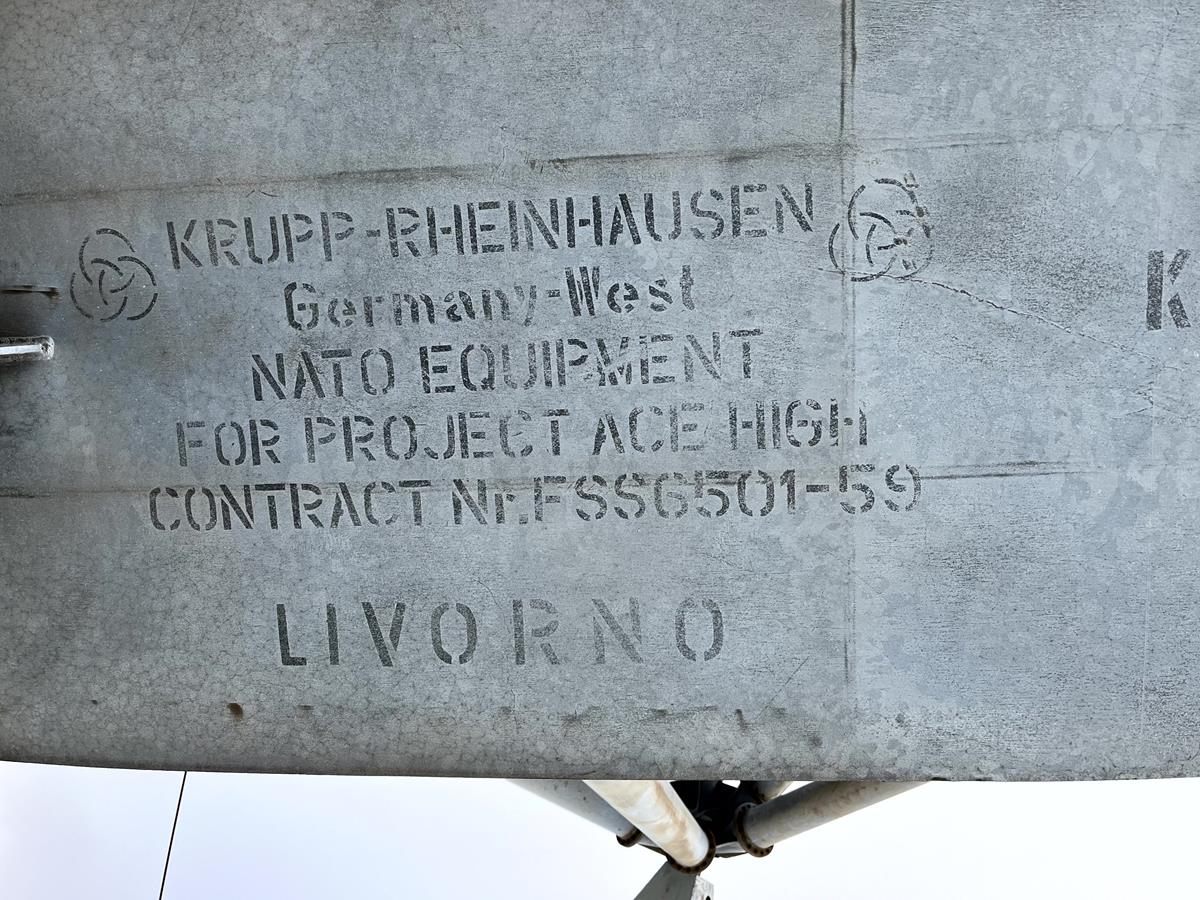 KRUPP-RHEINHAUSEN
Germany-West
NATO EQUIPMENT
FOR PROJECT ACE HIGH
CONTRACT Nr.FSS6501-59
LIVORNO
K